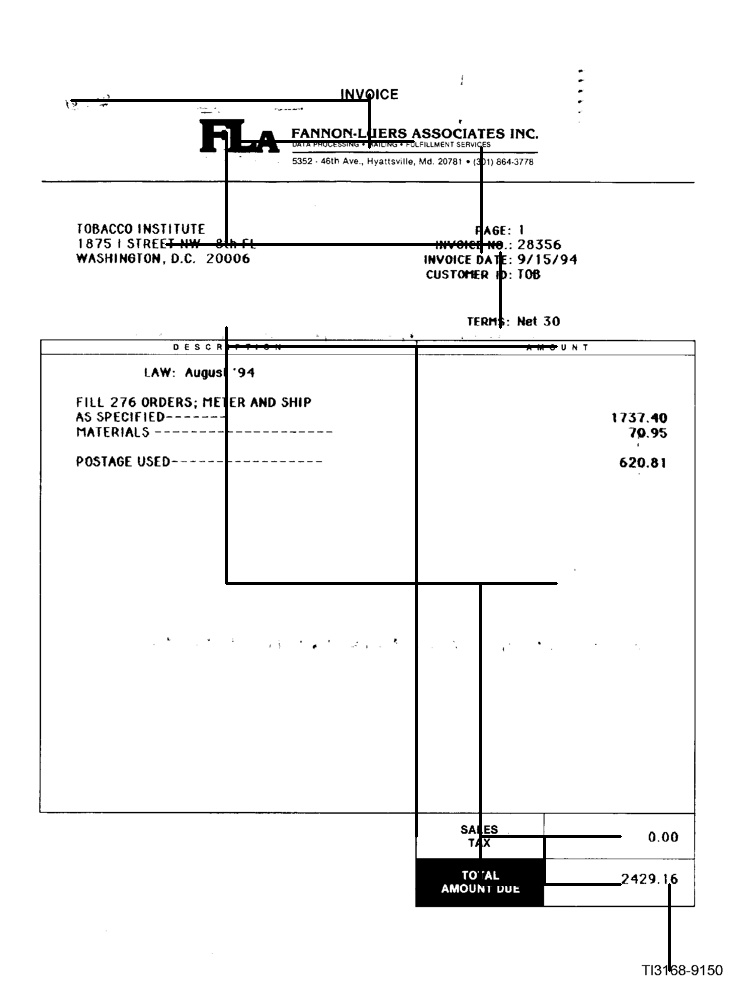 INVOICE
FLA
FANNON-LUERS ASSOCIATES INC.
DATA PROCESSING • MAILING • FULFILLMENT SERVICES
5352 - 46th Ave., Hyattsville, Md. 20781 • (301) 864-3778
TOBACCO INSTITUTE
1875 I STREET NW 8th FL
WASHINGTON, D.C. 20006
PAGE: 1
INVOICE NO.: 28356
INVOICE DATE: 9/15/94
CUSTOMER ID: TOB
TERMS: Net 30
DESCRIPTION AMOUNT
LAW: August '94
FILL 276 ORDERS; METER AND SHIP
AS SPECIFIED------- 1737.40
MATERIALS -------------------- 70.95
POSTAGE USED----------------- 620.81
SALES
TAX
0.00
TOTAL
AMOUNT DUE
2429.16
TI3168-9150